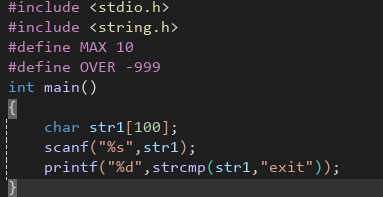 #include <stdio.h>
#include <string.h>
#define MAX 10
#define OVER -999
int main()
{
    char str1[100];
    scanf("%s",str1);
    printf("%d",strcmp(str1,"exit"));
}